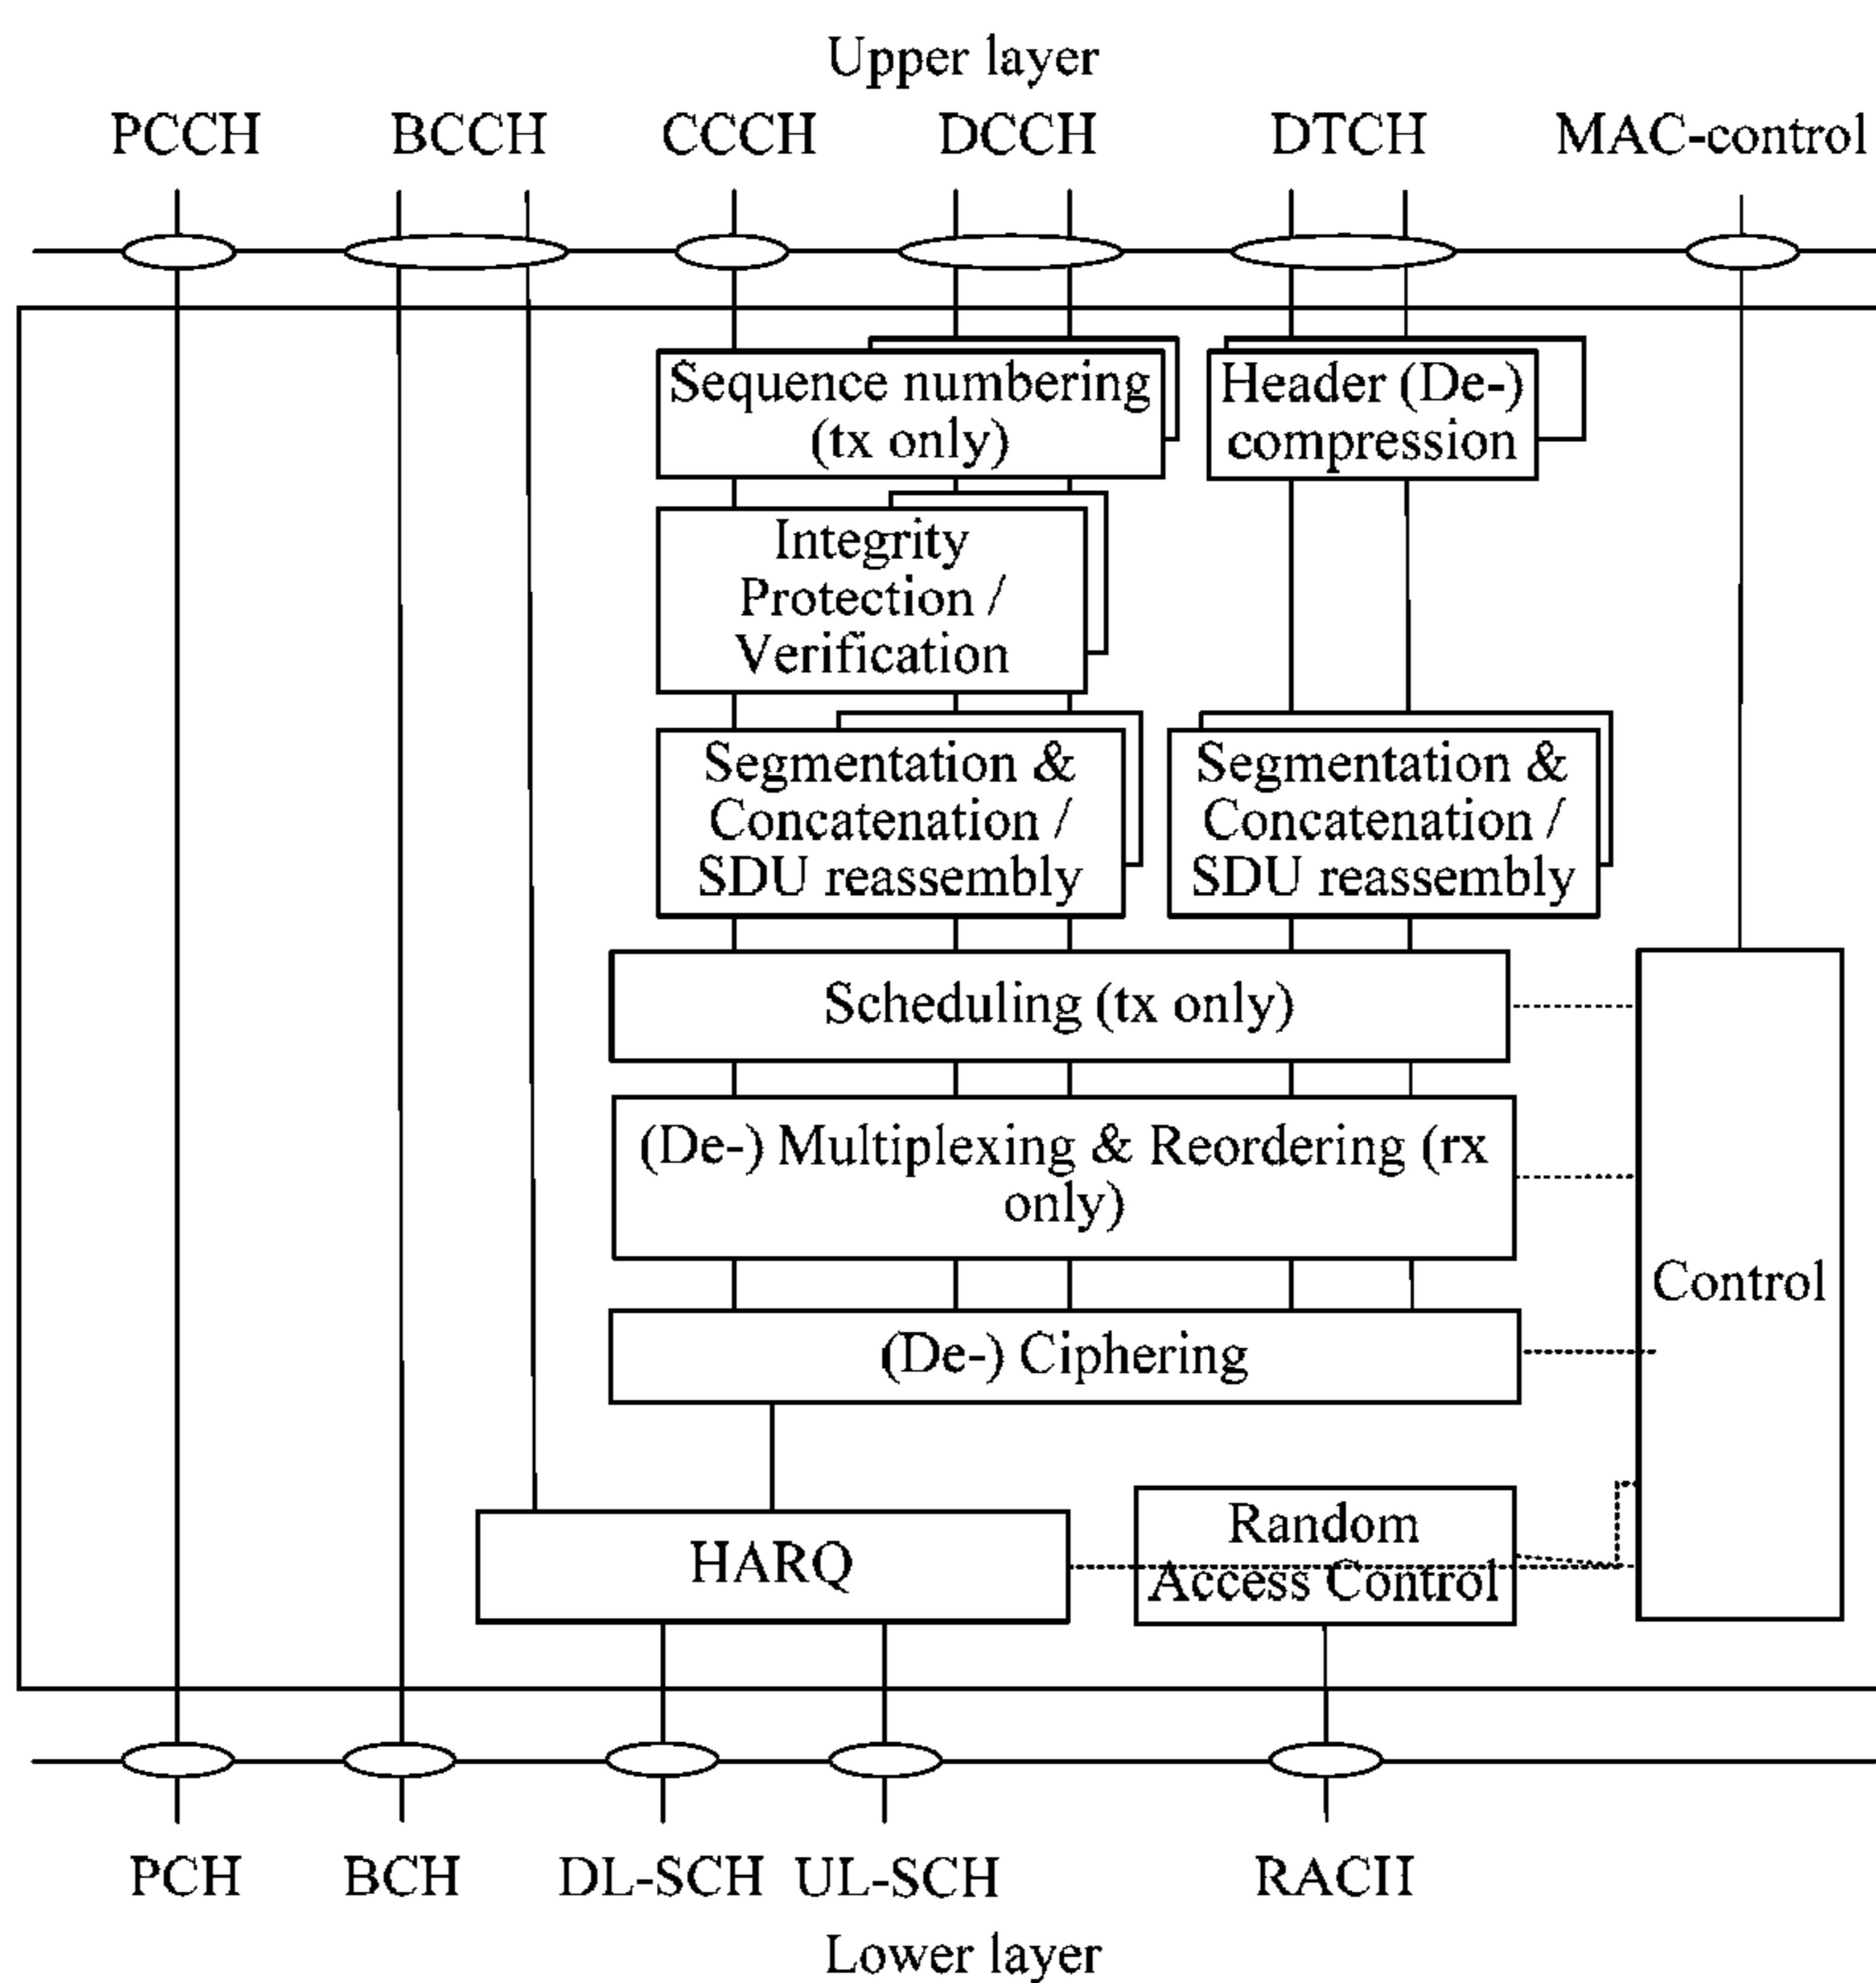 Upper layer
PCCH BCCH CCCH DCCH DTCH MAC-control
Sequence numbering
(tx only)
Header (De-)
compression
Integrity
Protection /
Verification
Segmentation &
Concatenation /
SDU reassembly
Segmentation &
Concatenation /
SDU reassembly
Scheduling (tx only)
(De-) Multiplexing & Reordering (rx
only)
Control
(De-) Ciphering
HARQ
Random
Access Control
PCH BCH DL-SCH UL-SCH RACH
Lower layer